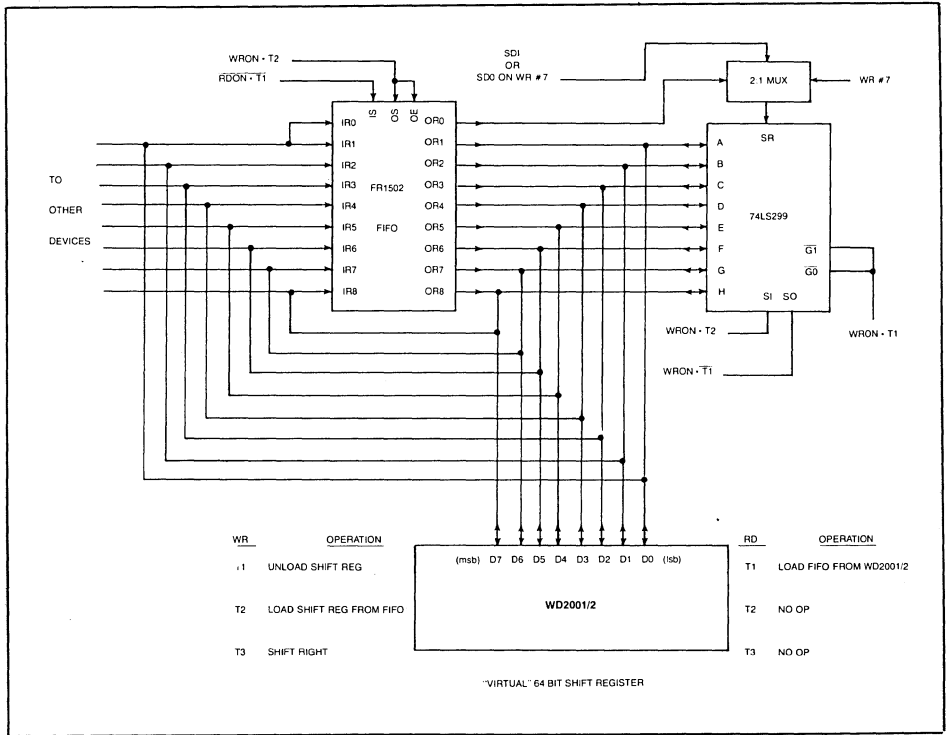 WRON • T2
RDON • T1
SDI
OR
SD0 ON WR #7
2:1 MUX
WR #7
IS OS OE
IR0 OR0
IR1 OR1
IR2 OR2
IR3 OR3
IR4 OR4
IR5 OR5
IR6 OR6
IR7 OR7
IR8 OR8
FR1502
FIFO
TO
OTHER
DEVICES
SR
A
B
C
D
E
F
G
H
74LS299
G1
G0
SI SO
WRON • T2
WRON • T1
WRON • T1
WR OPERATION
T1 UNLOAD SHIFT REG
T2 LOAD SHIFT REG FROM FIFO
T3 SHIFT RIGHT
(msb) D7 D6 D5 D4 D3 D2 D1 D0 (lsb)
WD2001/2
RD OPERATION
T1 LOAD FIFO FROM WD2001/2
T2 NO OP
T3 NO OP
"VIRTUAL" 64 BIT SHIFT REGISTER